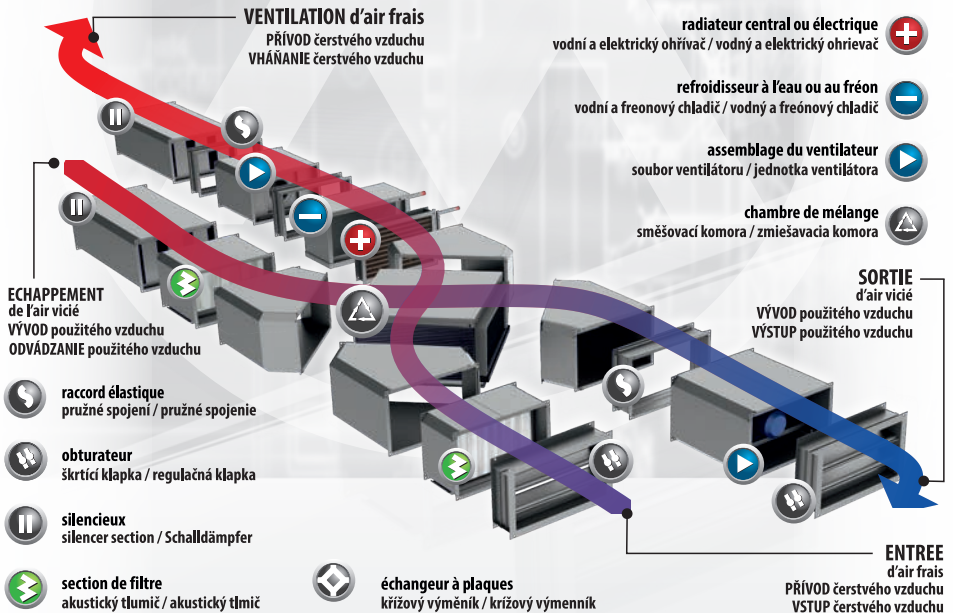 VENTILATION d'air frais
PŘÍVOD čerstvého vzduchu
VHÁŇANIE čerstvého vzduchu
radiateur central ou électrique
vodní a elektrický ohřívač / vodný a elektrický ohrievač
refroidisseur à l'eau ou au fréon
vodní a freonový chladič / vodný a freónový chladič
assemblage du ventilateur
soubor ventilátoru / jednotka ventilátora
chambre de mélange
směšovací komora / zmiešavacia komora
ECHAPPEMENT
de l'air vicié
VÝVOD použitého vzduchu
ODVÁDZANIE použitého vzduchu
SORTIE
d'air vicié
VÝVOD použitého vzduchu
VÝSTUP použitého vzduchu
raccord élastique
pružné spojení / pružné spojenie
obturateur
škrtící klapka / regulačná klapka
silencieux
silencer section / Schalldämpfer
section de filtre
akustický tlumič / akustický tlmič
échangeur à plaques
křížový výměník / krížový výmenník
ENTREE
d'air frais
PŘÍVOD čerstvého vzduchu
VSTUP čerstvého vzduchu